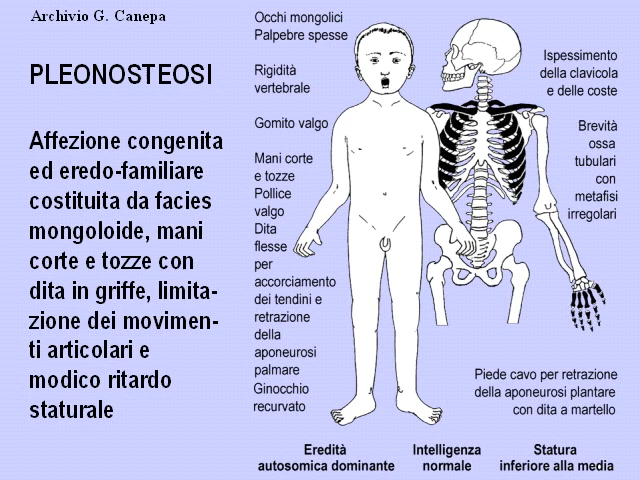 Archivio G. Canepa
PLEONOSTEOSI
Affezione congenita
ed eredo-familiare
costituita da facies
mongoloide, mani
corte e tozze con
dita in griffe, limita-
zione dei movimen-
ti articolari e
modico ritardo
staturale
Occhi mongolici
Palpebre spesse
Rigidità
vertebrale
Gomito valgo
Mani corte
e tozze
Pollice
valgo
Dita
flesse
per
accorciamento
dei tendini e
retrazione
della
aponeurosi
palmare
Ginocchio
recurvato
Ispessimento
della clavicola
e delle coste
Brevità
ossa
tubulari
con
metafisi
irregolari
Piede cavo per retrazione
della aponeurosi plantare
con dita a martello
Eredità
autosomica dominante
Intelligenza
normale
Statura
inferiore alla media